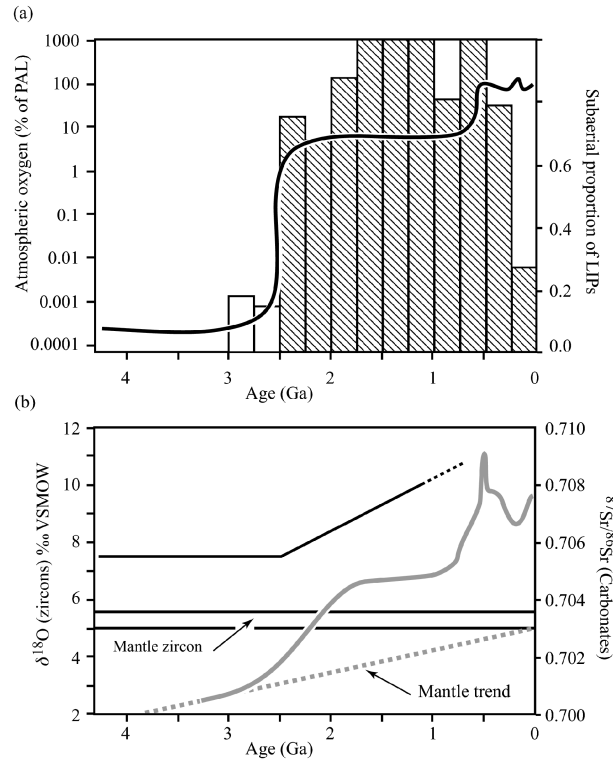 (a)
1000
100
10
1
0.1
0.01
0.001
0.0001
Atmospheric oxygen (% of PAL)
0.6
0.4
0.2
0.0
Subaerial proportion of LIPs
4 3 2 1 0
Age (Ga)
(b)
12
10
8
6
4
2
δ18O (zircons) ‰ VSMOW
0.710
0.708
0.706
0.704
0.702
0.700
87Sr/86Sr (Carbonates)
Mantle zircon
Mantle trend
4 3 2 1 0
Age (Ga)